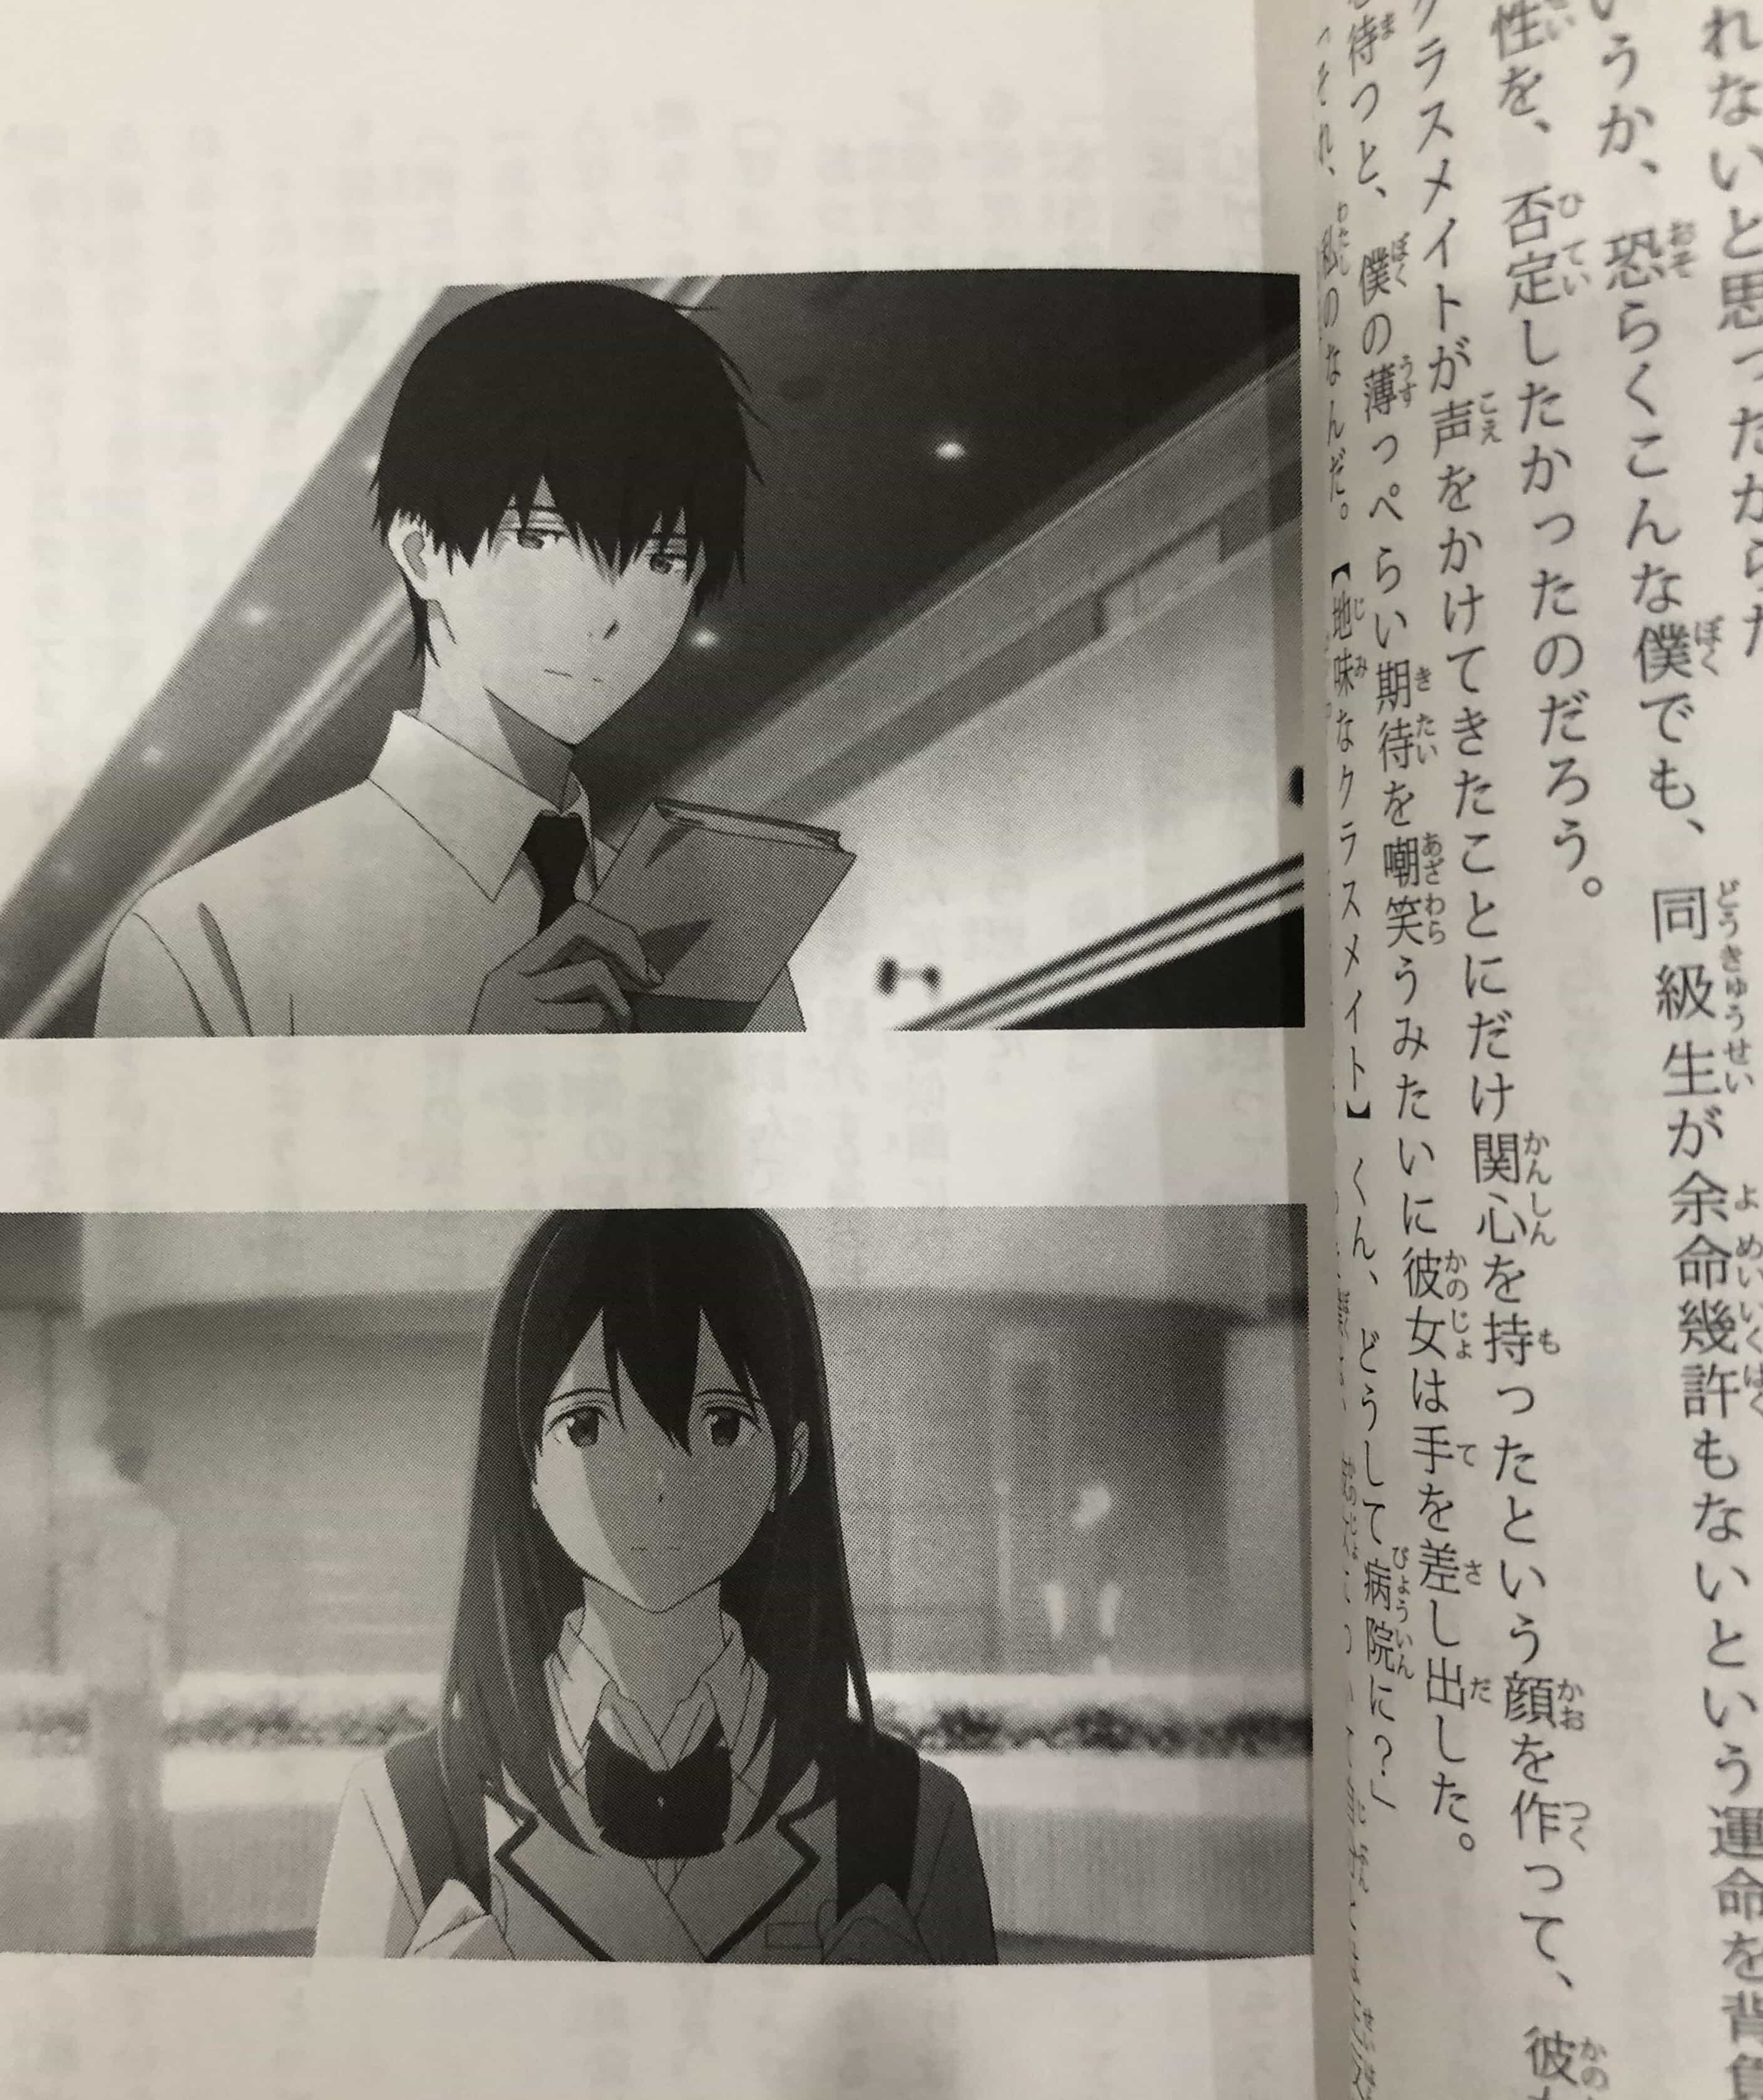 れないと思ったからだ
いうか、恐らくこんな僕でも、同級生が余命幾許もないという運命を背負
性を、否定したかったのだろう。
クラスメイトが声をかけてきたことにだけ関心を持ったという顔を作って、彼
待つと、僕の薄っぺらい期待を嘲笑うみたいに彼女は手を差し出した。
「それ、私のなんだ。【地味なクラスメイト】くん、どうして病院に？」